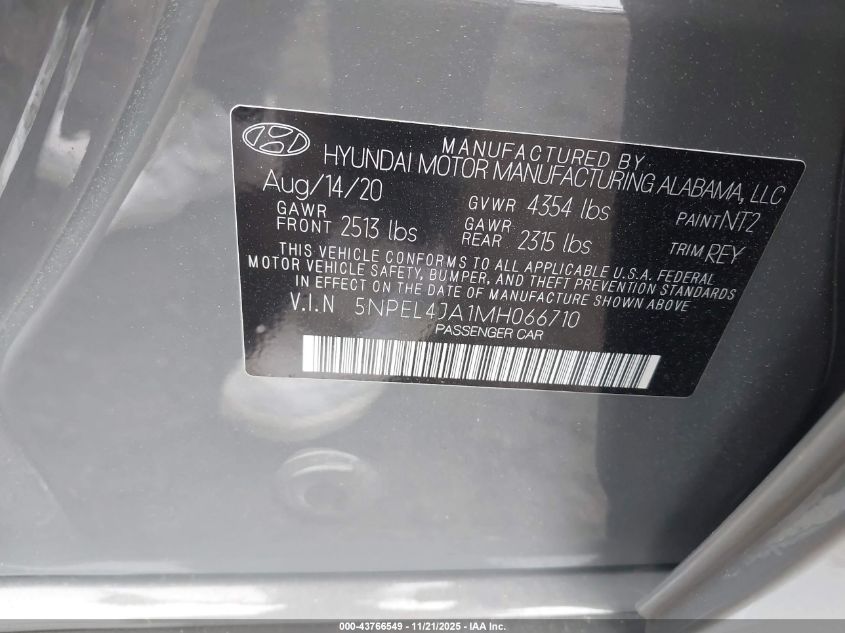 MANUFACTURED BY
HYUNDAI MOTOR MANUFACTURING ALABAMA, LLC
Aug/14/20
GVWR 4354 lbs
PAINT NT2
GAWR
FRONT 2513 lbs
GAWR
REAR 2315 lbs
TRIM REY
THIS VEHICLE CONFORMS TO ALL APPLICABLE U.S.A. FEDERAL
MOTOR VEHICLE SAFETY, BUMPER, AND THEFT PREVENTION STANDARDS
IN EFFECT ON THE DATE OF MANUFACTURE SHOWN ABOVE
V.I.N 5NPEL4JA1MH066710
PASSENGER CAR
000-43766549 - 11/21/2025 - IAA Inc.